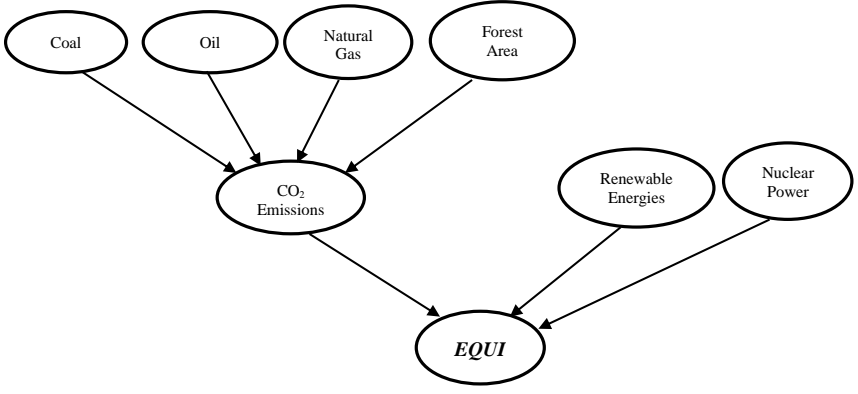 Coal
Oil
Natural
Gas
Forest
Area
CO₂
Emissions
Renewable
Energies
Nuclear
Power
EQUI